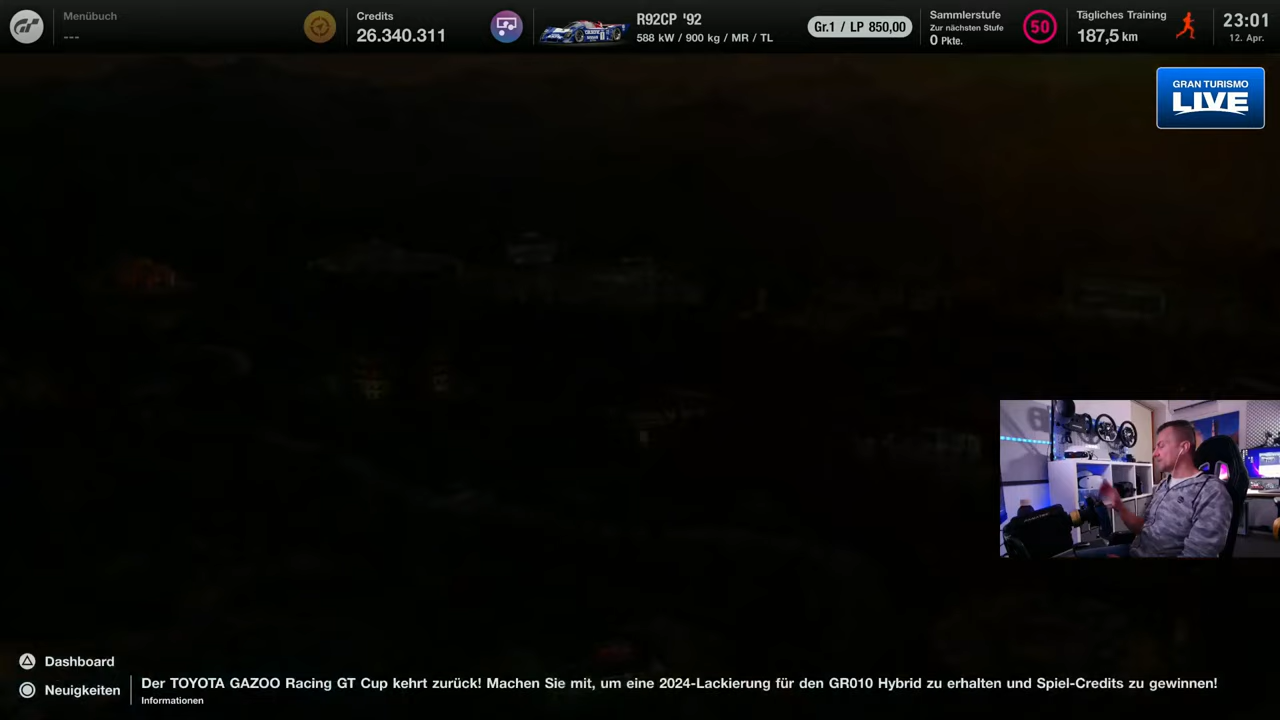 GT
Menübuch
---
Credits
26.340.311
R92CP '92
588 kW / 900 kg / MR / TL
Gr.1 / LP 850,00
Sammlerstufe
Zur nächsten Stufe
0 Pkte.
50
Tägliches Training
187,5 km
23:01
12. Apr.
GRAN TURISMO
LIVE
Dashboard
Neuigkeiten
Der TOYOTA GAZOO Racing GT Cup kehrt zurück! Machen Sie mit, um eine 2024-Lackierung für den GR010 Hybrid zu erhalten und Spiel-Credits zu gewinnen!
Informationen